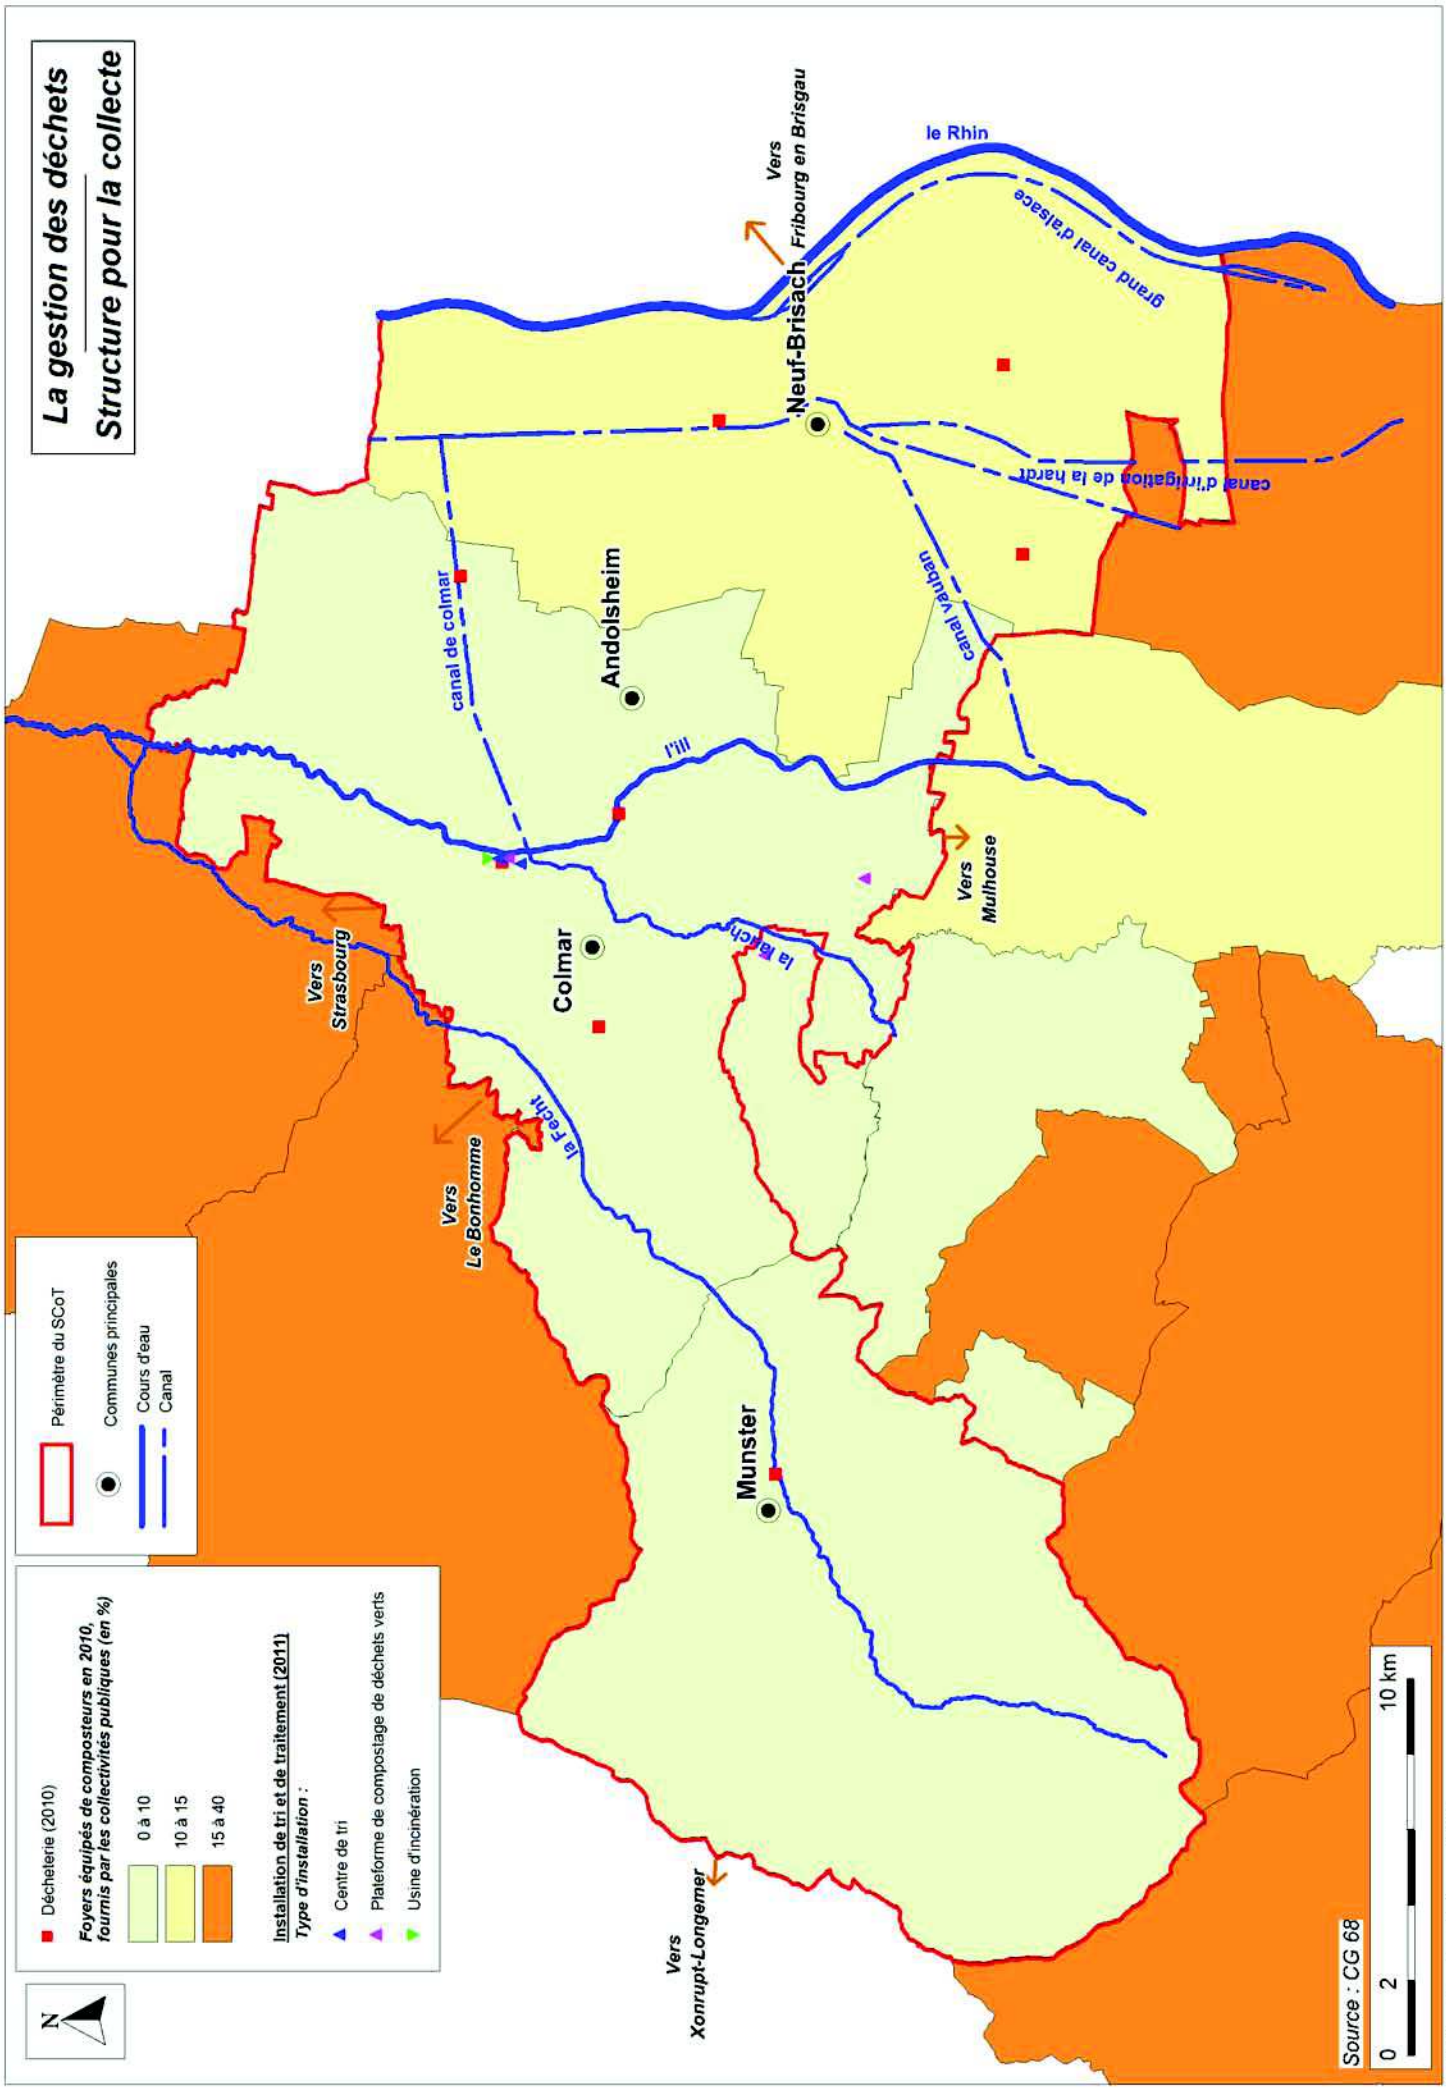 La gestion des déchets
Structure pour la collecte
N
Décheterie (2010)
Foyers équipés de composteurs en 2010,
fournis par les collectivités publiques (en %)
0 à 10
10 à 15
15 à 40
Installation de tri et de traitement (2011)
Type d'installation :
Centre de tri
Plateforme de compostage de déchets verts
Usine d'incinération
Périmètre du SCoT
Communes principales
Cours d'eau
Canal
Vers
Strasbourg
Vers
Le Bonhomme
Vers
Xonrupt-Longemer
Vers
Mulhouse
Vers
Fribourg en Brisgau
Munster
Colmar
Andolsheim
Neuf-Brisach
la Fecht
la lauch
l'ill
canal de colmar
canal vauban
canal d'irrigation de la hardt
grand canal d'alsace
le Rhin
Source : CG 68
0 2 10 km